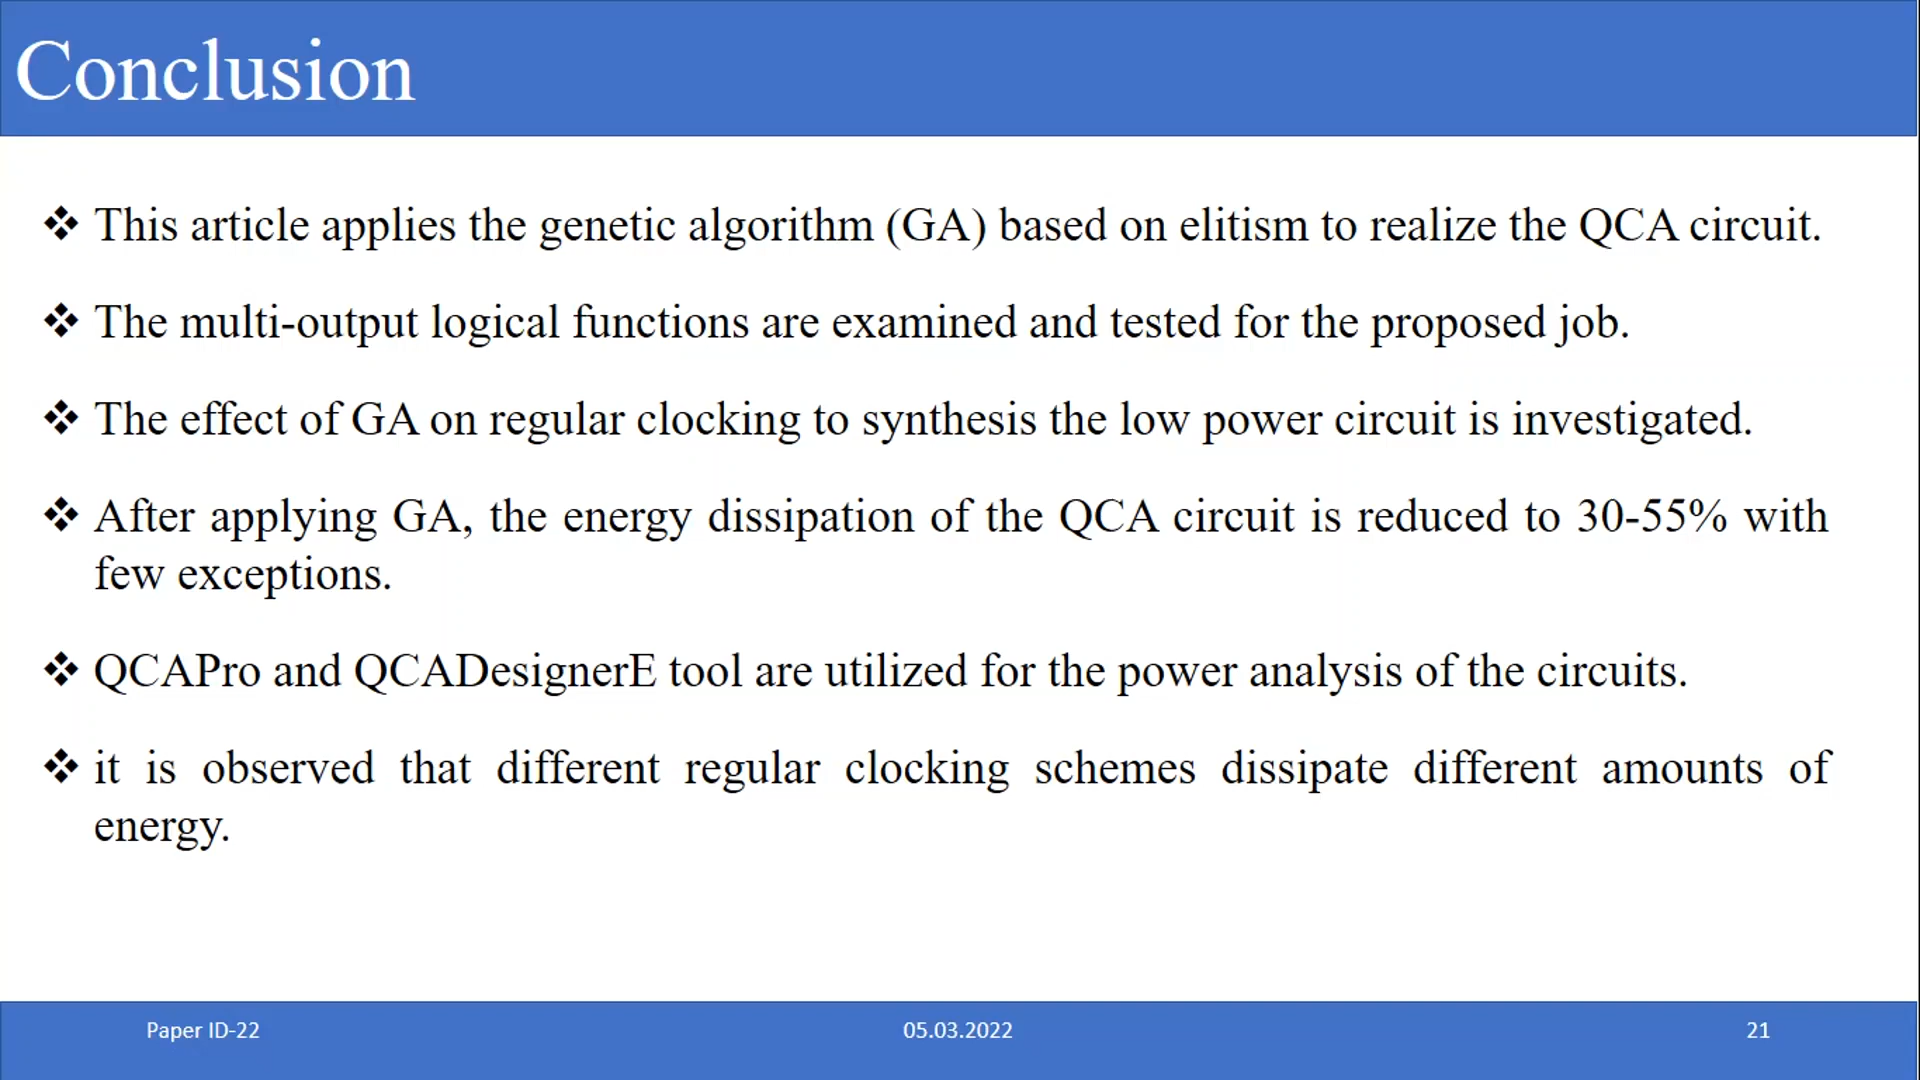 Conclusion
❖ This article applies the genetic algorithm (GA) based on elitism to realize the QCA circuit.
❖ The multi-output logical functions are examined and tested for the proposed job.
❖ The effect of GA on regular clocking to synthesis the low power circuit is investigated.
❖ After applying GA, the energy dissipation of the QCA circuit is reduced to 30-55% with
few exceptions.
❖ QCAPro and QCADesignerE tool are utilized for the power analysis of the circuits.
❖ it is observed that different regular clocking schemes dissipate different amounts of
energy.
Paper ID-22 05.03.2022 21